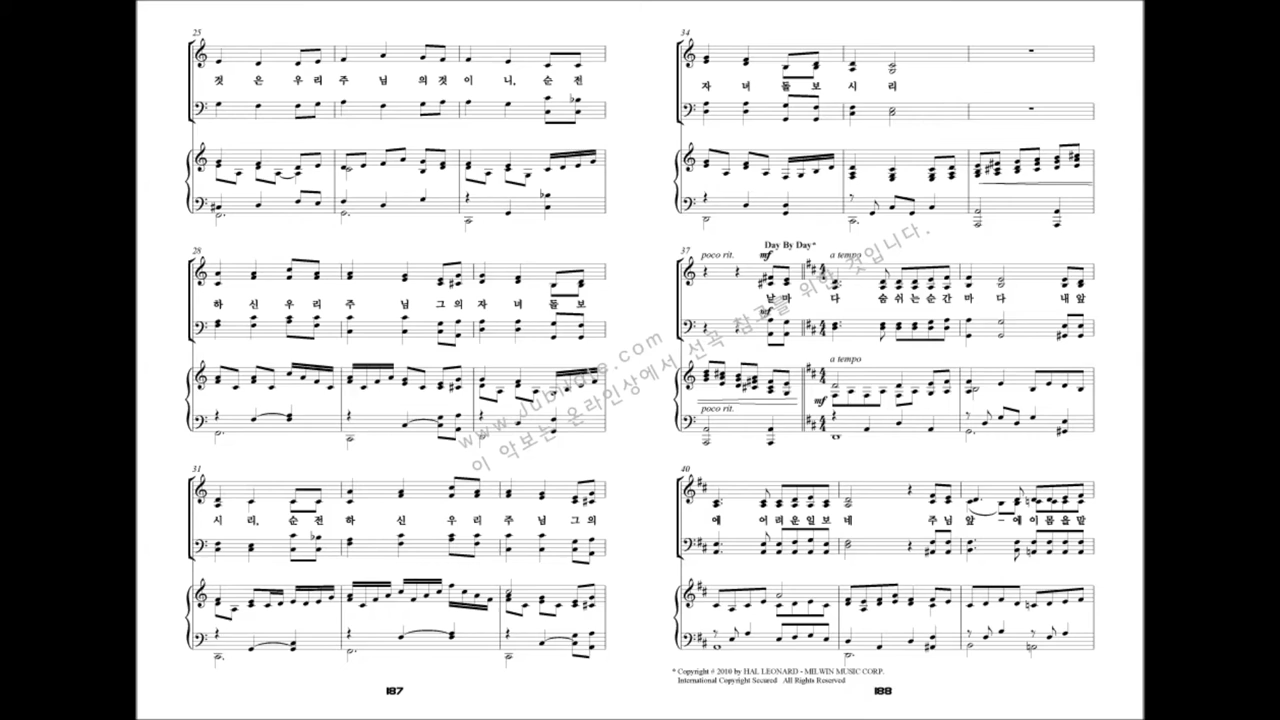 25
것 은 우 리 주 님 의 것 이 니, 순 전
28
하 신 우 리 주 님 그 의 자 녀 돌 보
31
시 리, 순 전 하 신 우 리 주 님 그 의
187
34
자 녀 돌 보 시 리
Day By Day*
37
poco rit. mf a tempo
날 마 다 숨 쉬 는 순 간 마 다 내 앞
mf
a tempo
mf
poco rit.
40
에 어 려 운 일 보 네 주 님 앞 - 에 이 몸 을 맡
* Copyright # 2010 by HAL LEONARD - MILWIN MUSIC CORP.
International Copyright Secured All Rights Reserved
188
www.Jubilate.com
이 악보는 온라인상에서 선곡 참고를 위한 것입니다.